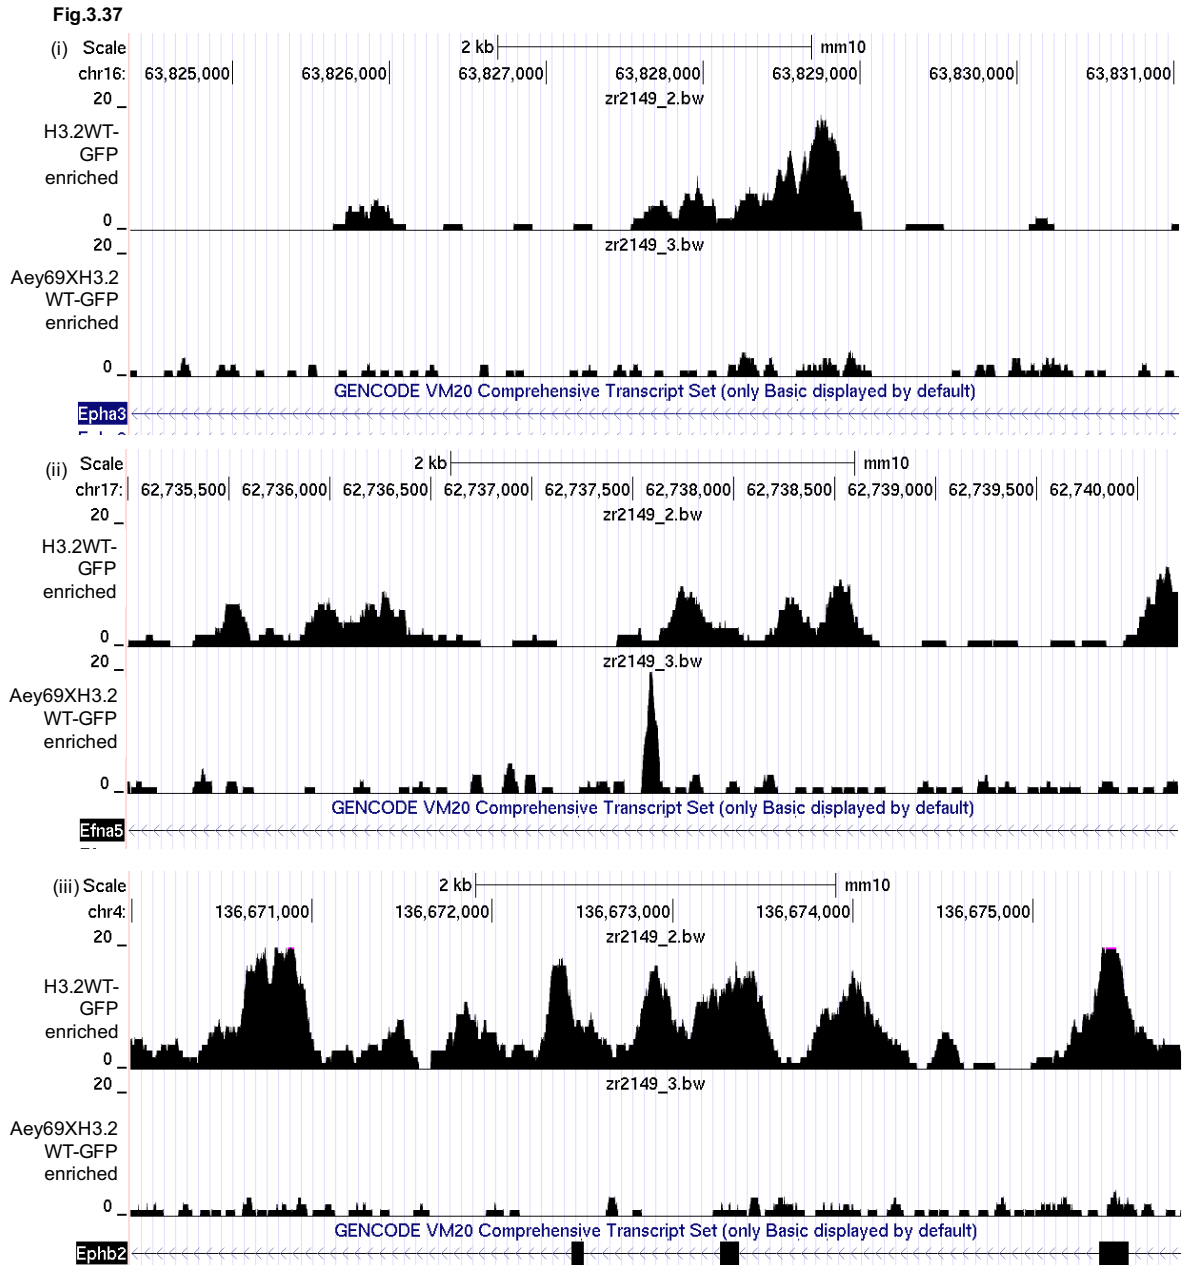 Fig.3.37
(i) Scale 2 kb mm10
chr16: 63,825,000 63,826,000 63,827,000 63,828,000 63,829,000 63,830,000 63,831,000
zr2149_2.bw
20
H3.2WT-
GFP
enriched
0
zr2149_3.bw
20
Aey69XH3.2
WT-GFP
enriched
0
GENCODE VM20 Comprehensive Transcript Set (only Basic displayed by default)
Epha3
(ii) Scale 2 kb mm10
chr17: 62,735,500 62,736,000 62,736,500 62,737,000 62,737,500 62,738,000 62,738,500 62,739,000 62,739,500 62,740,000
zr2149_2.bw
20
H3.2WT-
GFP
enriched
0
zr2149_3.bw
20
Aey69XH3.2
WT-GFP
enriched
0
GENCODE VM20 Comprehensive Transcript Set (only Basic displayed by default)
Efna5
(iii) Scale 2 kb mm10
chr4: 136,671,000 136,672,000 136,673,000 136,674,000 136,675,000
zr2149_2.bw
20
H3.2WT-
GFP
enriched
0
zr2149_3.bw
20
Aey69XH3.2
WT-GFP
enriched
0
GENCODE VM20 Comprehensive Transcript Set (only Basic displayed by default)
Ephb2